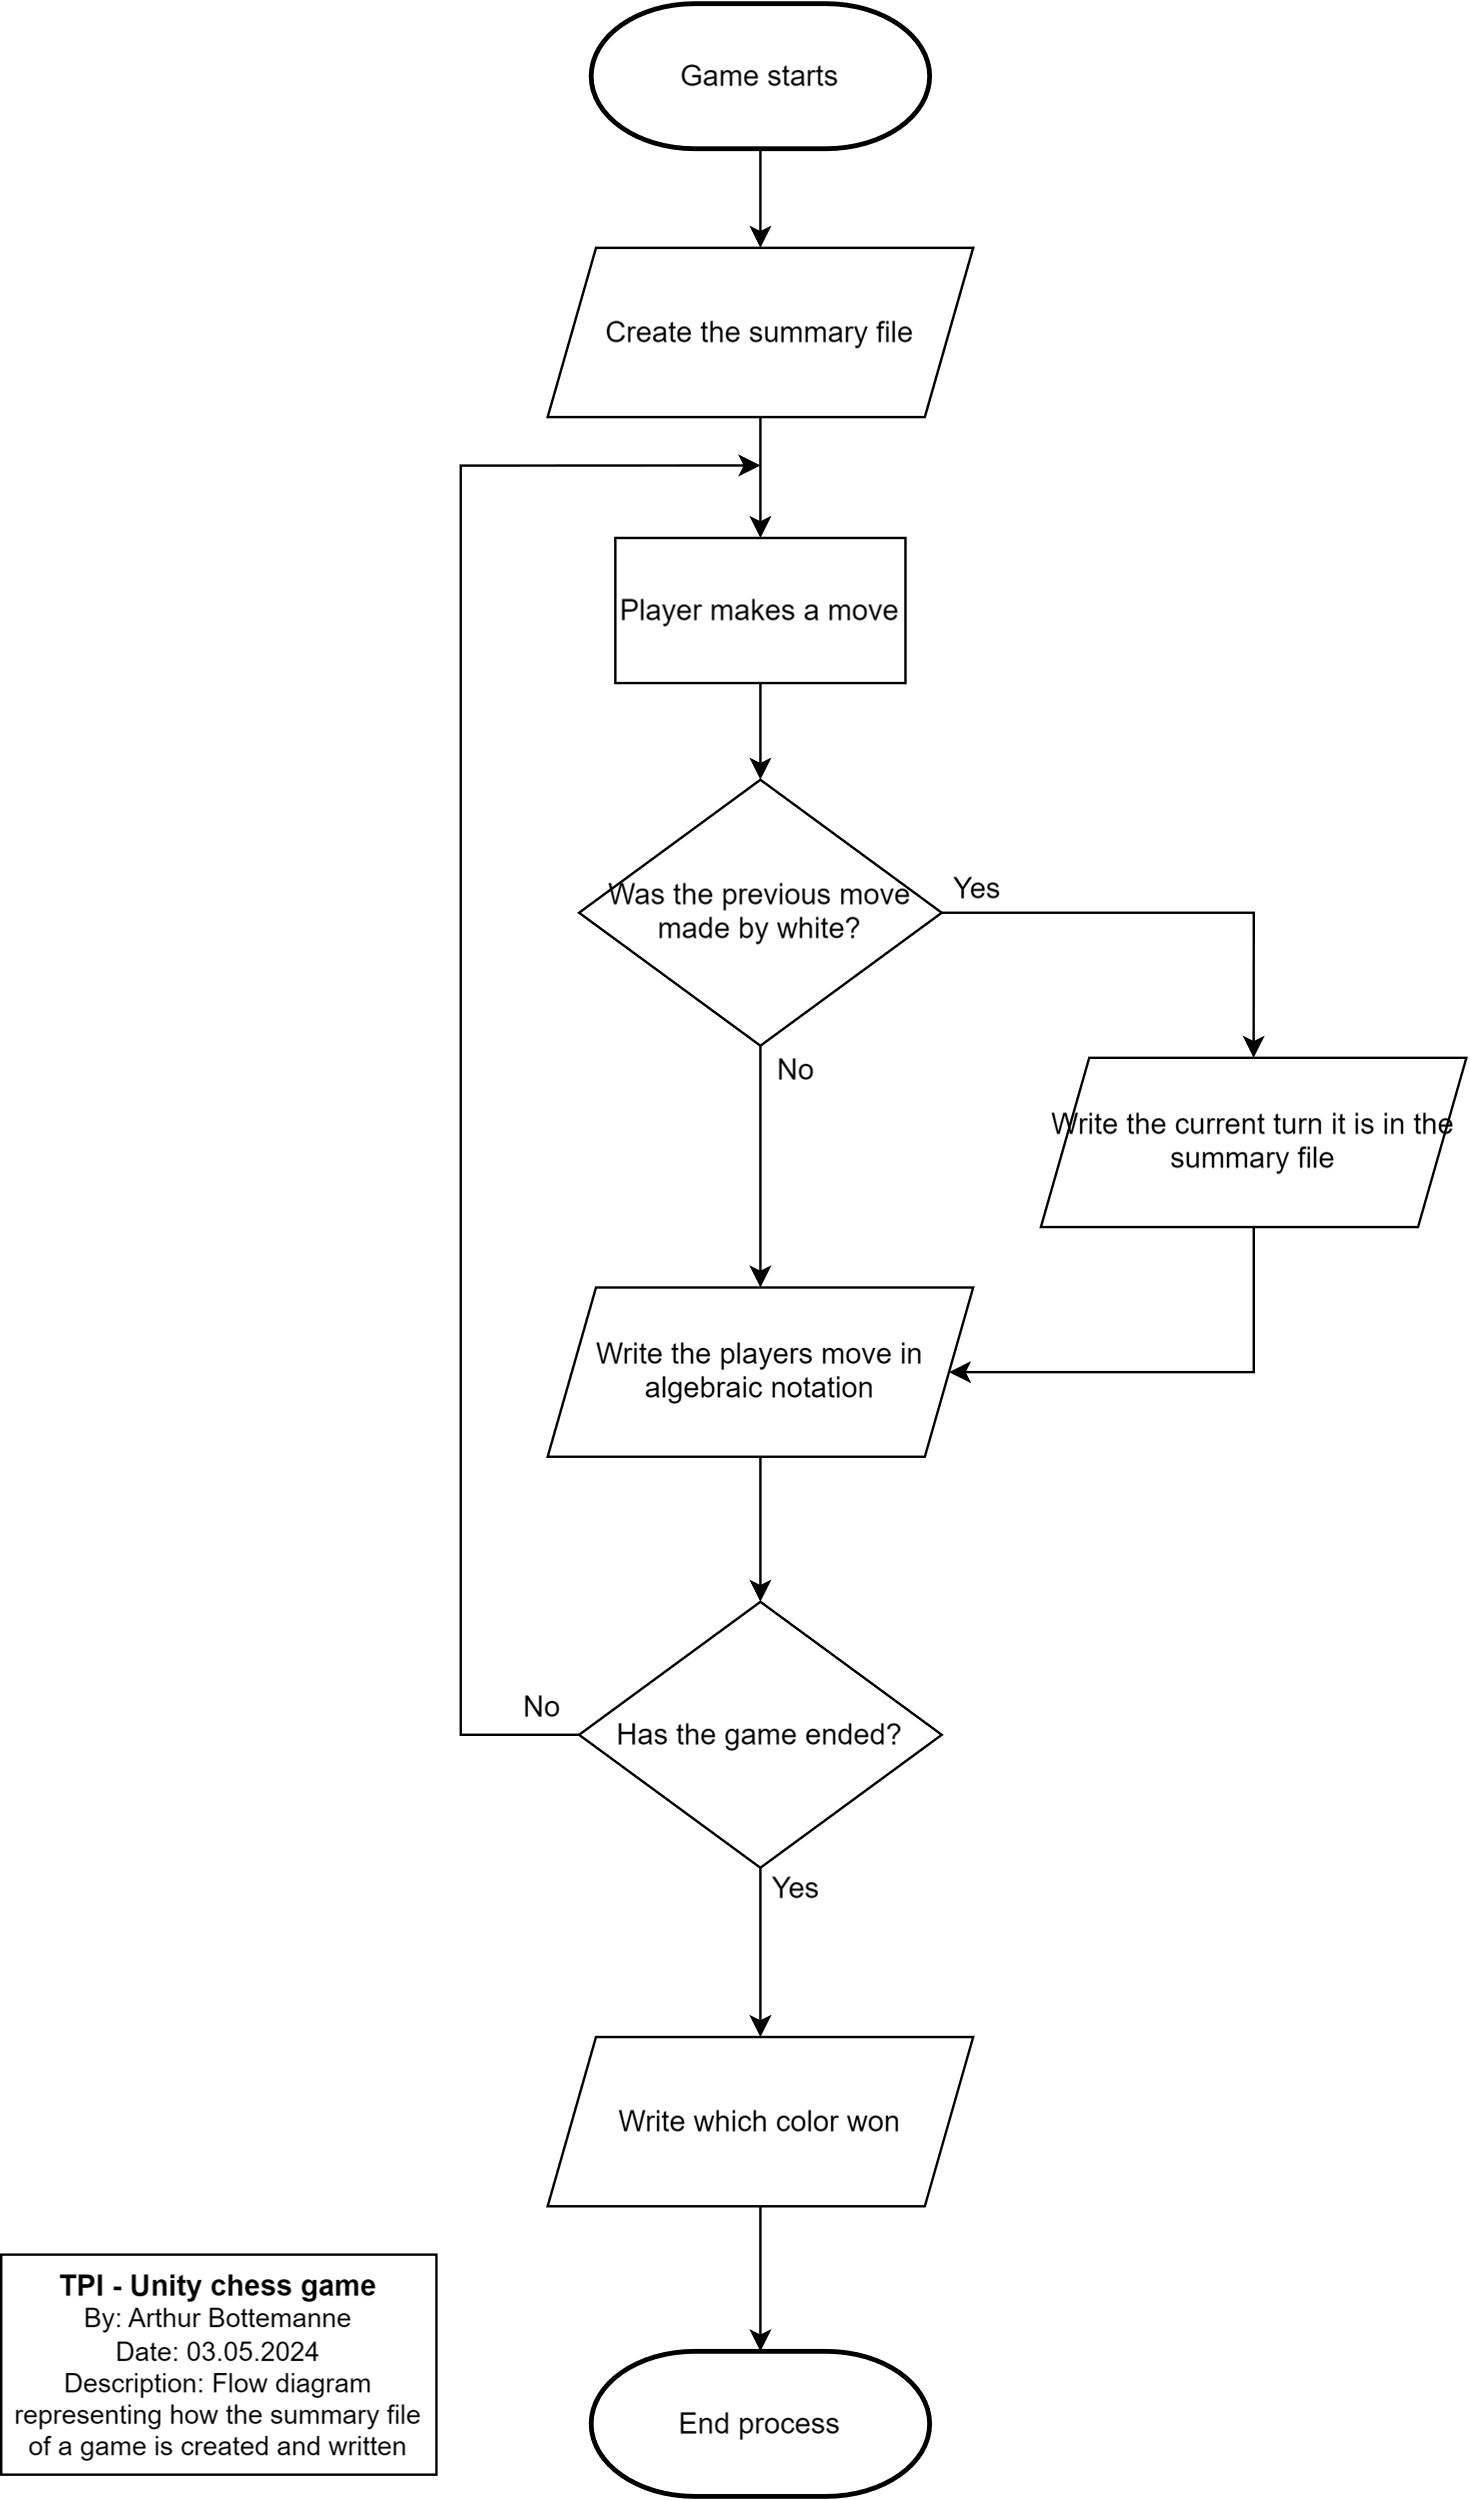 Game starts
Create the summary file
Player makes a move
Was the previous move
made by white?
Yes
No
Write the current turn it is in the
summary file
Write the players move in
algebraic notation
Has the game ended?
No
Yes
Write which color won
End process
TPI - Unity chess game
By: Arthur Bottemanne
Date: 03.05.2024
Description: Flow diagram
representing how the summary file
of a game is created and written